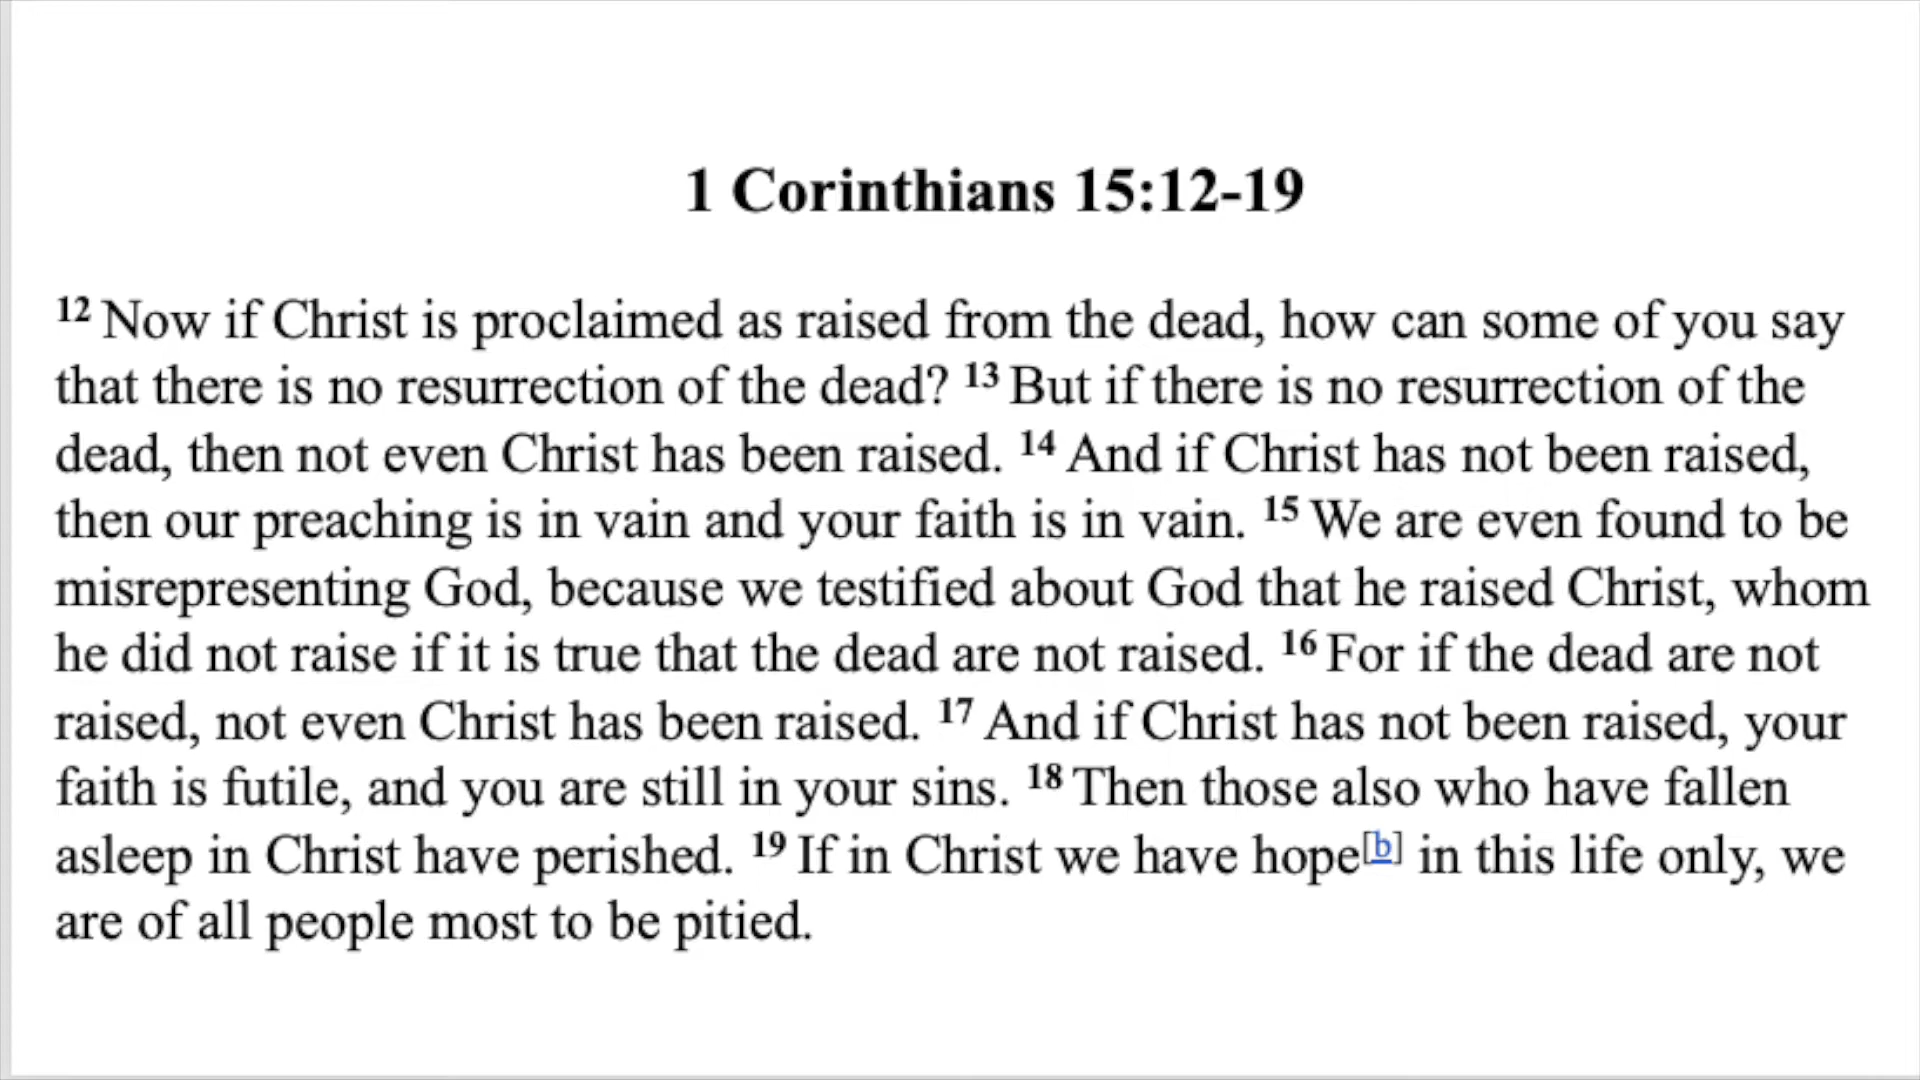 1 Corinthians 15:12-19
12 Now if Christ is proclaimed as raised from the dead, how can some of you say
that there is no resurrection of the dead? 13 But if there is no resurrection of the
dead, then not even Christ has been raised. 14 And if Christ has not been raised,
then our preaching is in vain and your faith is in vain. 15 We are even found to be
misrepresenting God, because we testified about God that he raised Christ, whom
he did not raise if it is true that the dead are not raised. 16 For if the dead are not
raised, not even Christ has been raised. 17 And if Christ has not been raised, your
faith is futile, and you are still in your sins. 18 Then those also who have fallen
asleep in Christ have perished. 19 If in Christ we have hope[b] in this life only, we
are of all people most to be pitied.